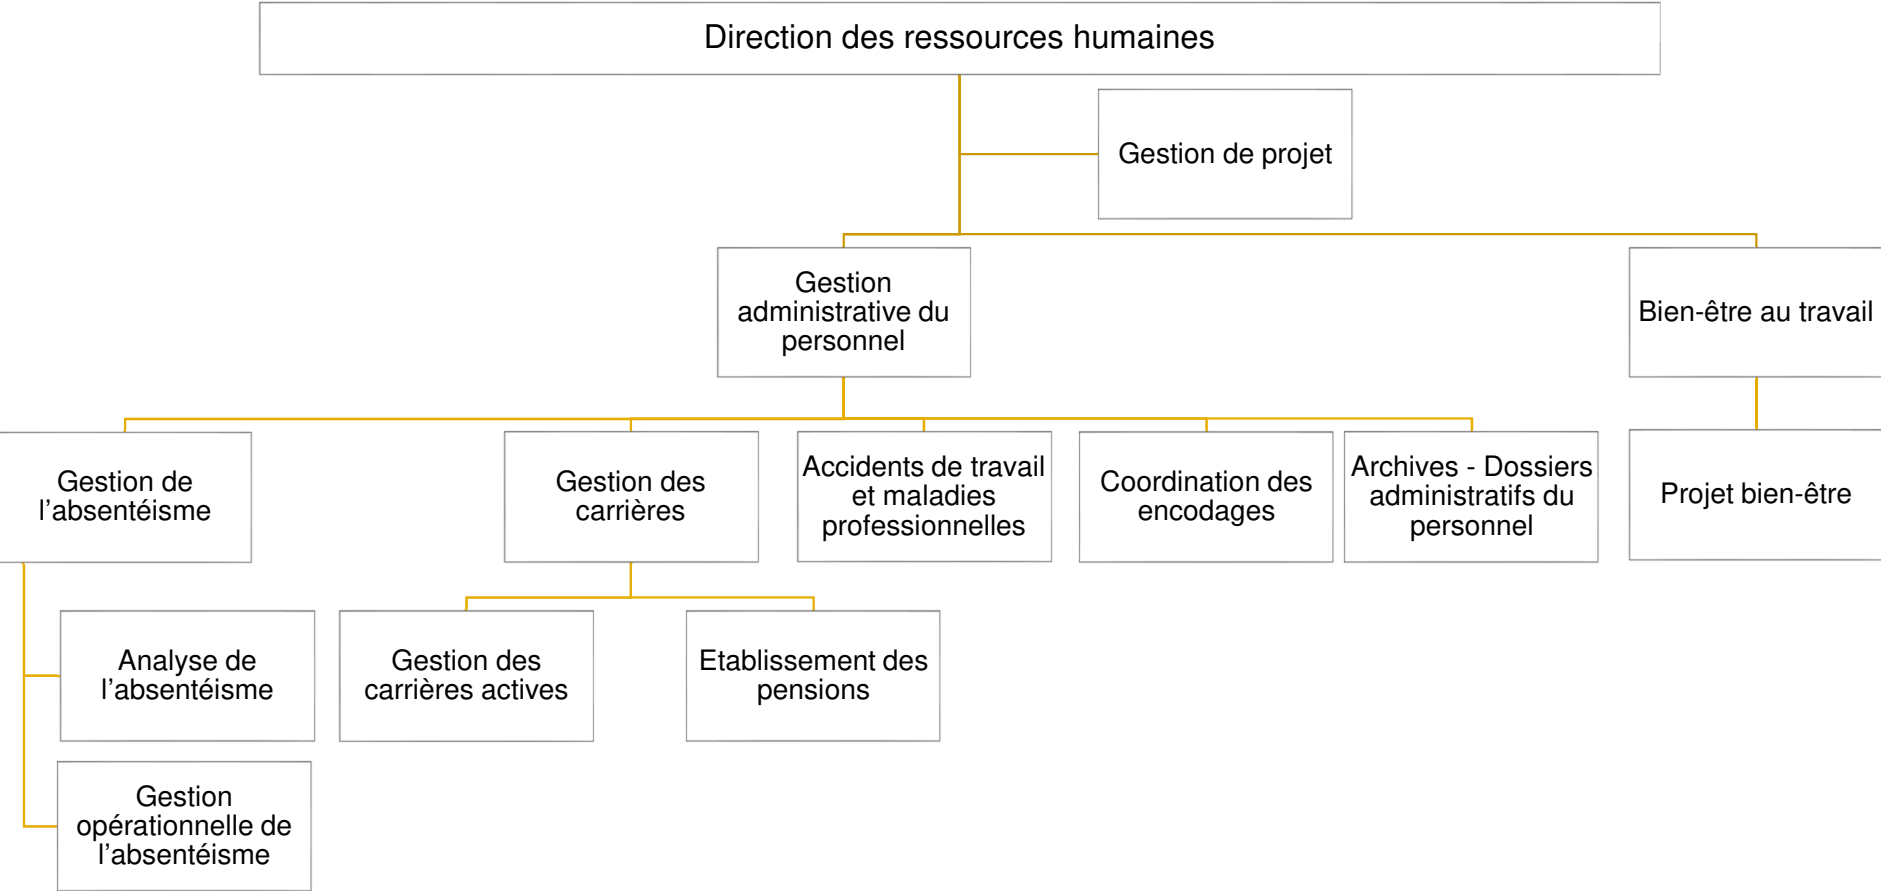 Direction des ressources humaines
Gestion de projet
Gestion
administrative du
personnel
Bien-être au travail
Gestion de
l’absentéisme
Gestion des
carrières
Accidents de travail
et maladies
professionnelles
Coordination des
encodages
Archives - Dossiers
administratifs du
personnel
Projet bien-être
Analyse de
l’absentéisme
Gestion des
carrières actives
Etablissement des
pensions
Gestion
opérationnelle de
l’absentéisme